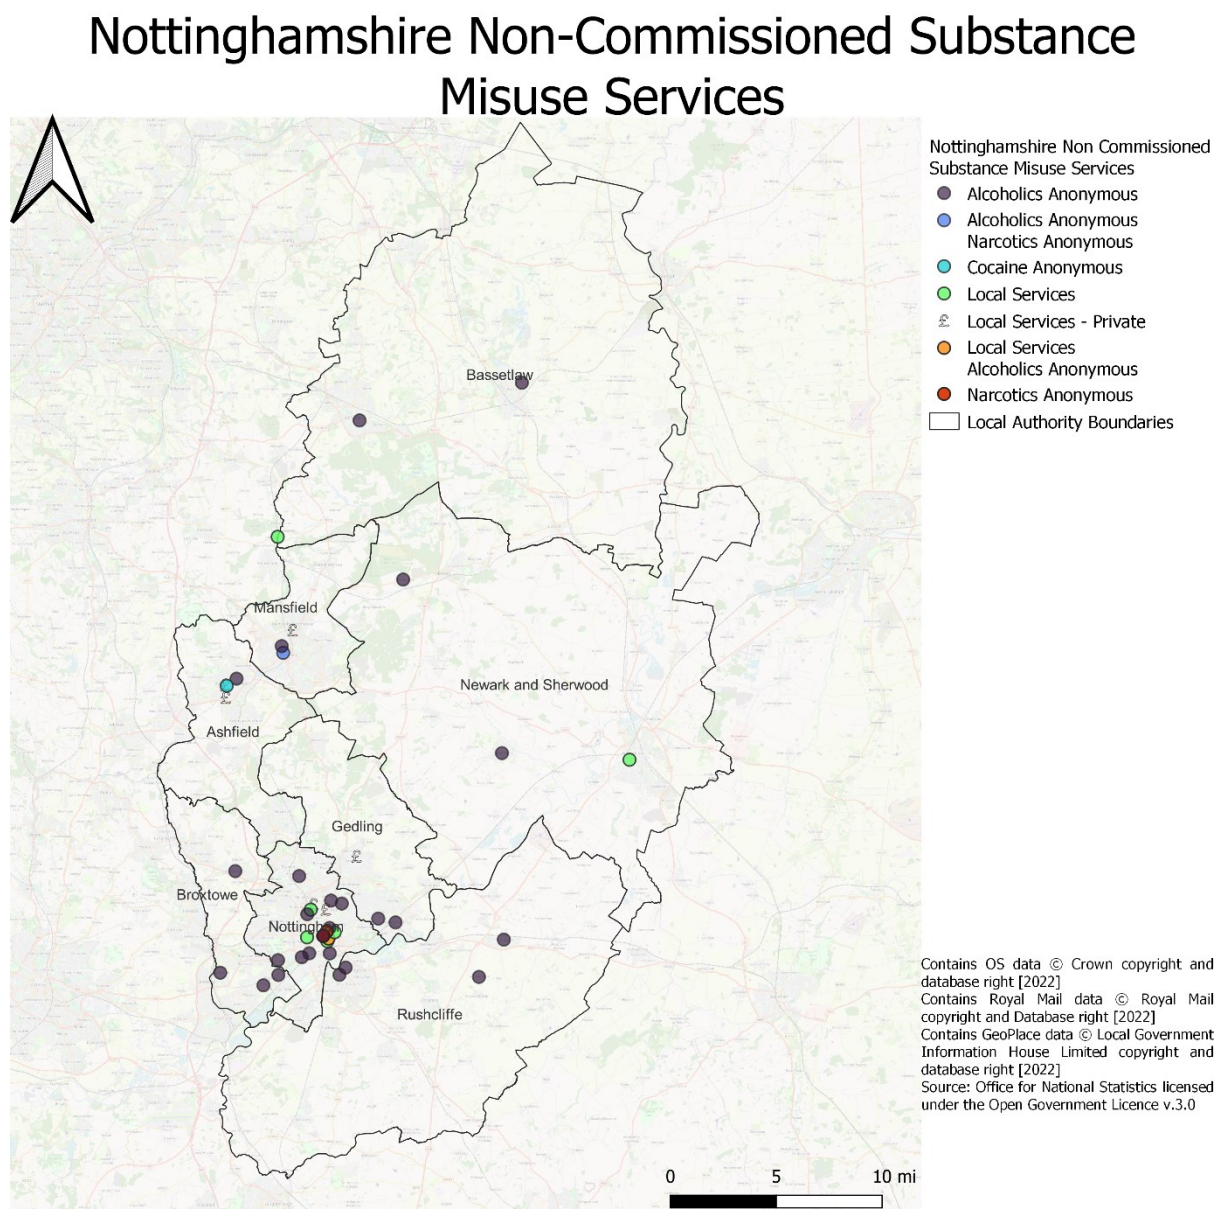 Nottinghamshire Non-Commissioned Substance
Misuse Services
Nottinghamshire Non Commissioned
Substance Misuse Services
Alcoholics Anonymous
Alcoholics Anonymous
Narcotics Anonymous
Cocaine Anonymous
Local Services
£ Local Services - Private
Local Services
Alcoholics Anonymous
Narcotics Anonymous
Local Authority Boundaries
Bassetlaw
Mansfield
£
Newark and Sherwood
£
Ashfield
Gedling
£
Broxtowe
£
£
Nottingham
Rushcliffe
Contains OS data © Crown copyright and
database right [2022]
Contains Royal Mail data © Royal Mail
copyright and Database right [2022]
Contains GeoPlace data © Local Government
Information House Limited copyright and
database right [2022]
Source: Office for National Statistics licensed
under the Open Government Licence v.3.0
0 5 10 mi